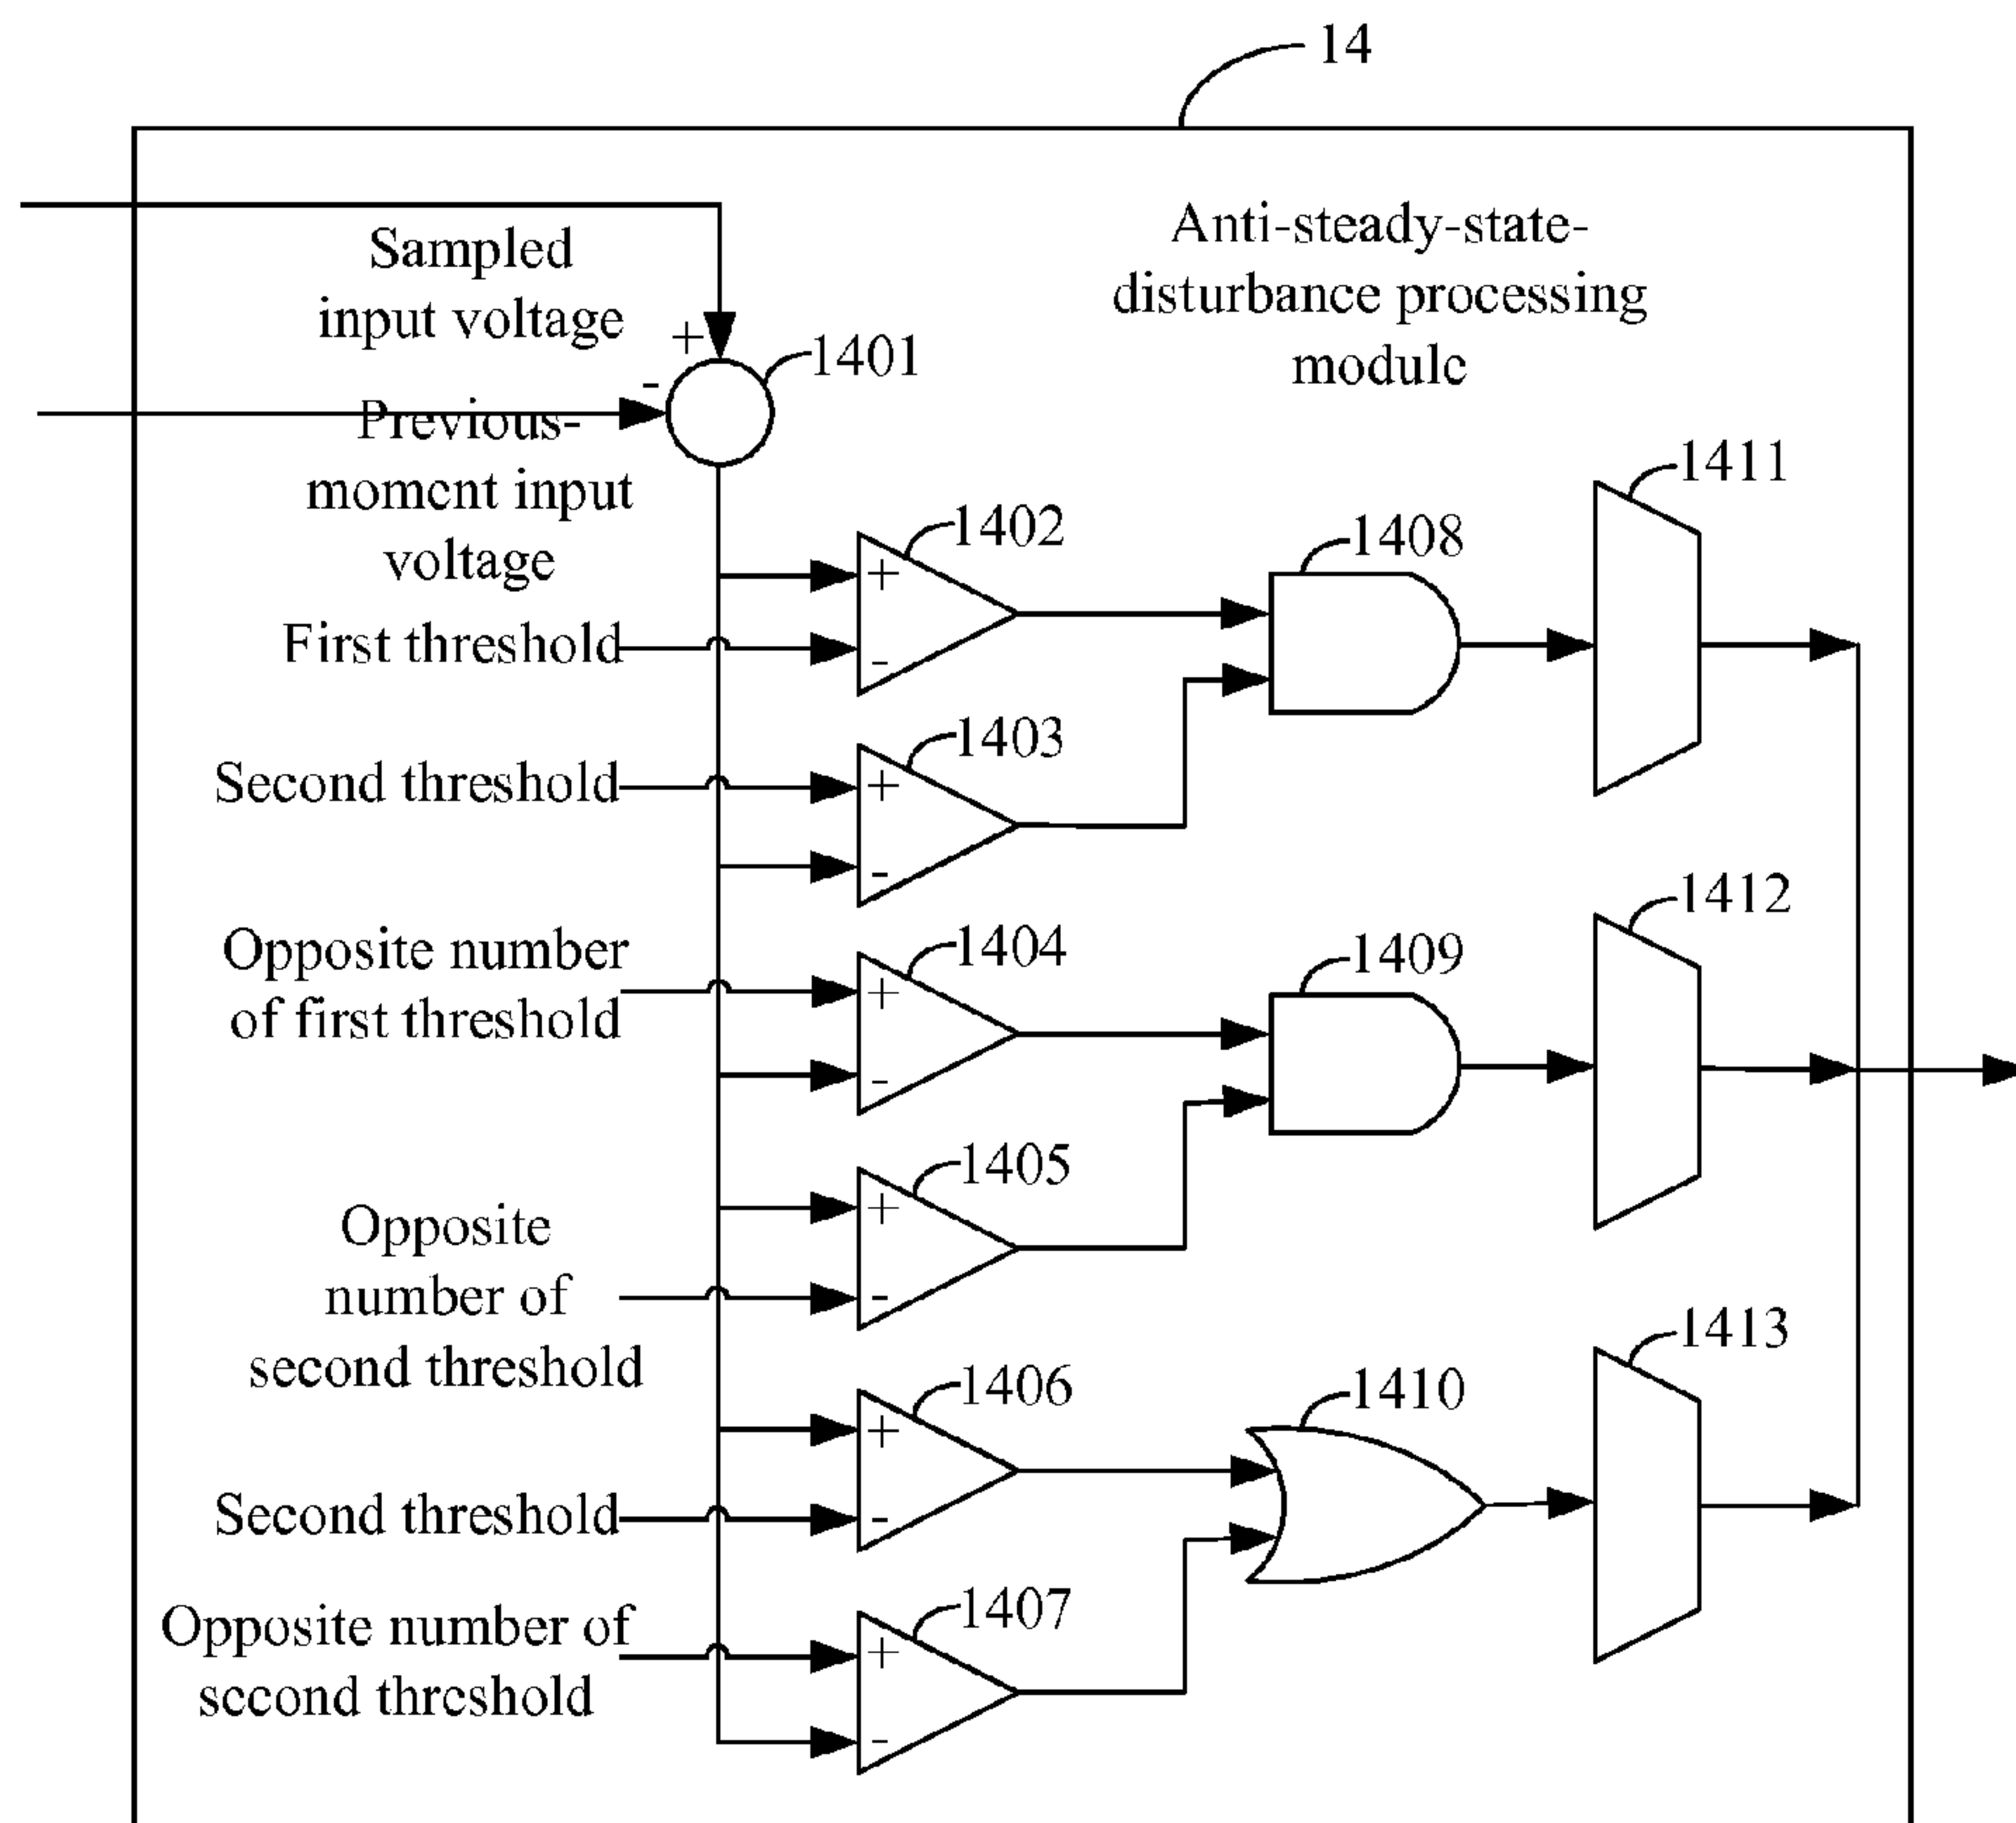 14
Sampled
input voltage
Anti-steady-state-
disturbance processing
module
+
-
1401
Previous-
moment input
voltage
1411
1402
1408
+
First threshold
-
1403
Second threshold
+
-
1412
Opposite number
of first threshold
1404
1409
+
-
1405
Opposite
number of
second threshold
+
-
1413
1406
1410
+
Second threshold
-
1407
Opposite number of
second threshold
+
-